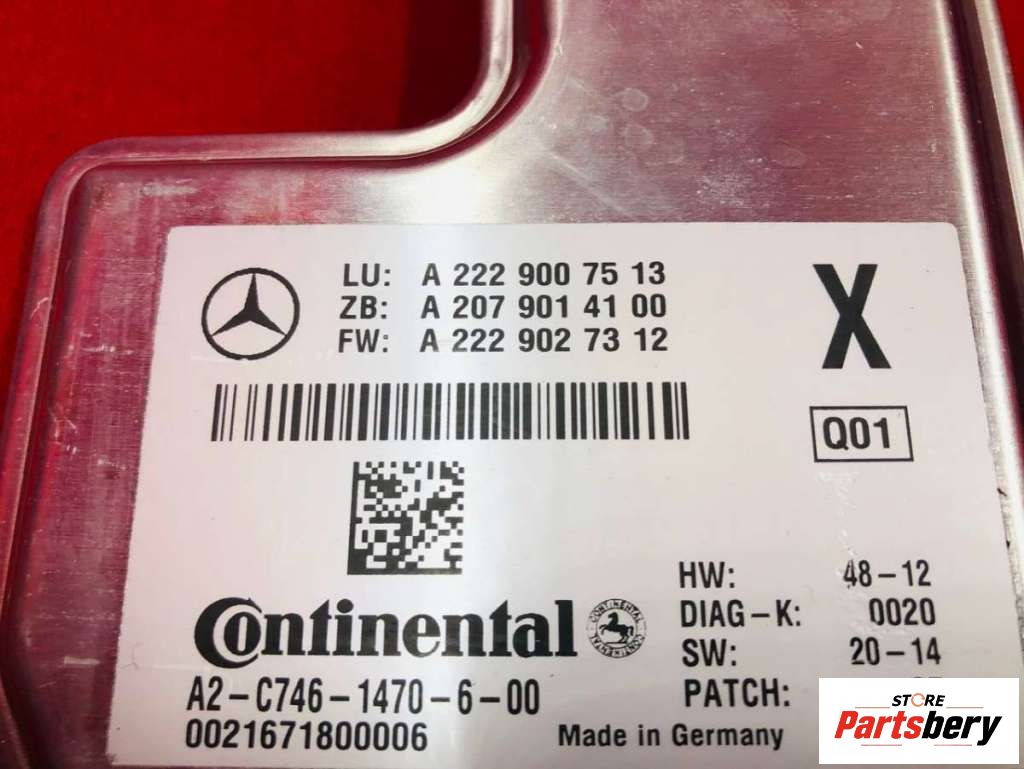 LU: A 222 900 75 13
ZB: A 207 901 41 00
FW: A 222 902 73 12
X
Q01
Continental
CONTINENTAL
A2-C746-1470-6-00
0021671800006
HW: 48-12
DIAG-K: 0020
SW: 20-14
PATCH:
Made in Germany
STORE
Partsbery